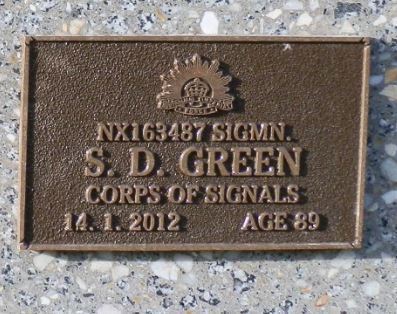 NX163487 SIGMN.
S. D. GREEN
CORPS OF SIGNALS
14. 1. 2012 AGE 89